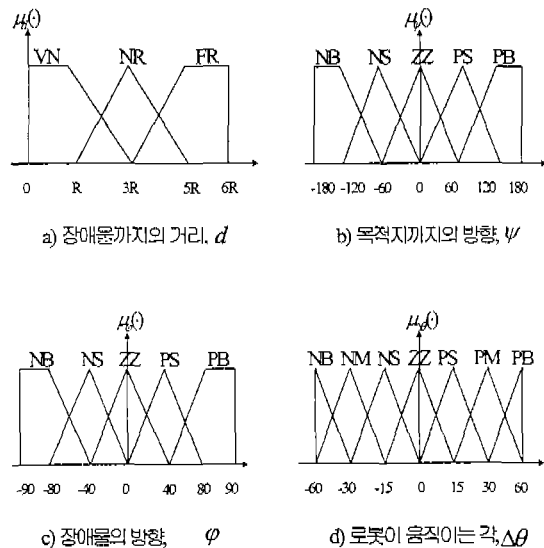 μ(·)
VN NR FR
0 R 3R 5R 6R
a) 장애물까지의 거리, d
μ(·)
NB NS ZZ PS PB
-180 -120 -60 0 60 120 180
b) 목적지까지의 방향, ψ
μ(·)
NB NS ZZ PS PB
-90 -80 -40 0 40 80 90
c) 장애물의 방향, φ
μ(·)
NB NM NS ZZ PS PM PB
-60 -30 -15 0 15 30 60
d) 로봇이 움직이는 각, Δθ